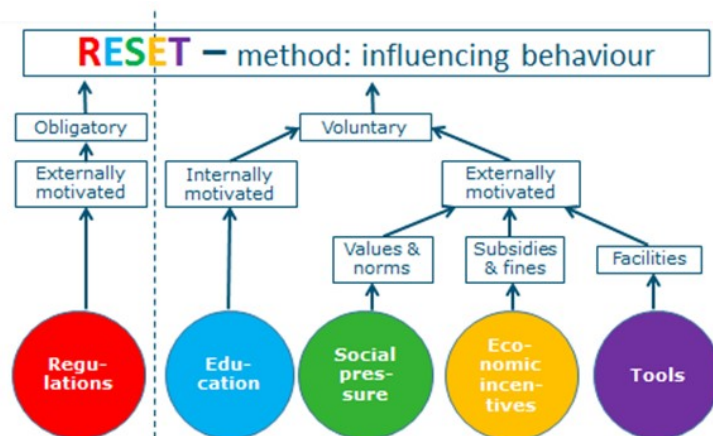 RESET – method: influencing behaviour
Obligatory
Voluntary
Externally
motivated
Internally
motivated
Externally
motivated
Values &
norms
Subsidies
& fines
Facilities
Regu-
lations
Edu-
cation
Social
pres-
sure
Eco-
nomic
incen-
tives
Tools